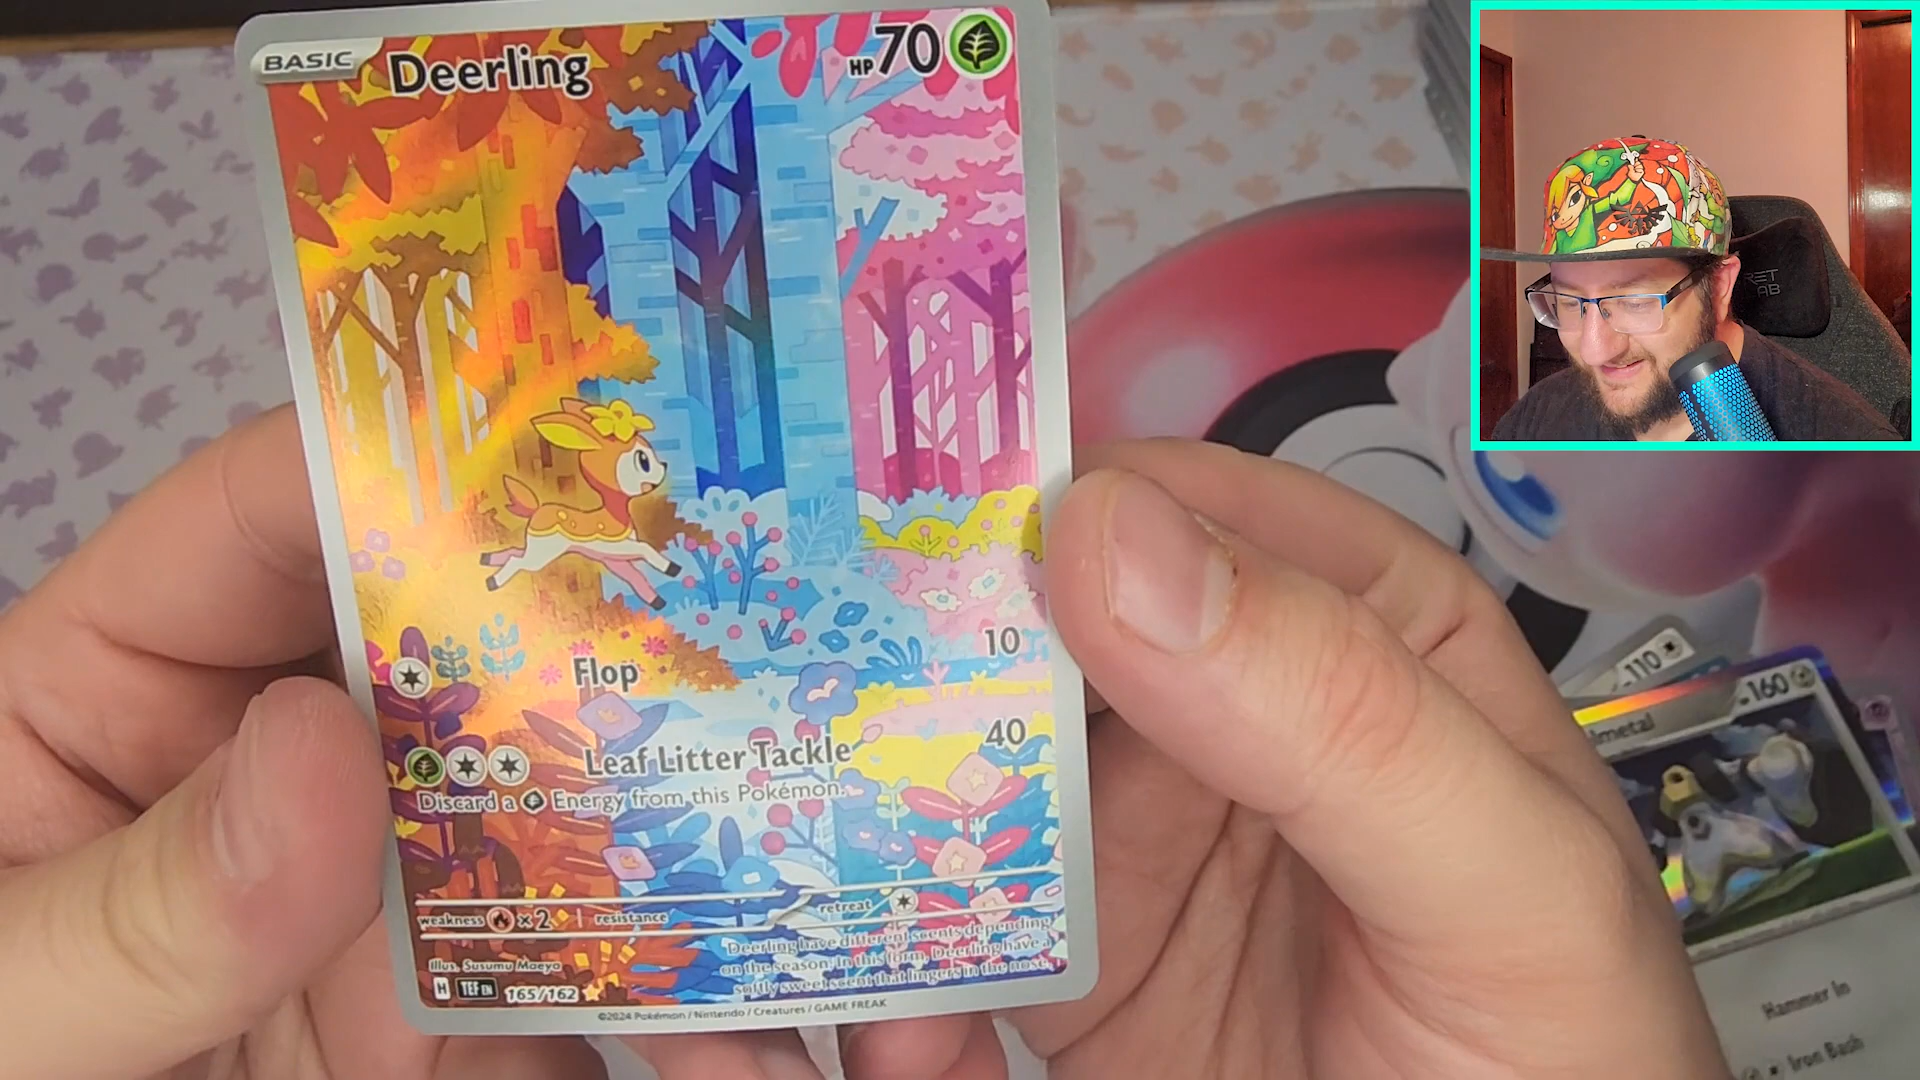 BASIC Deerling HP 70
Flop 10
Leaf Litter Tackle 40
Discard a Energy from this Pokémon.
weakness ×2 resistance retreat
Deerling have different scents depending
on the season. In this form, Deerling have a
softly sweet scent that lingers in the nose.
Illus. Susumu Maeya
H TEF EN 165/162
©2024 Pokémon / Nintendo / Creatures / GAME FREAK
110
lmetal 160
Hammer In
Iron Bash